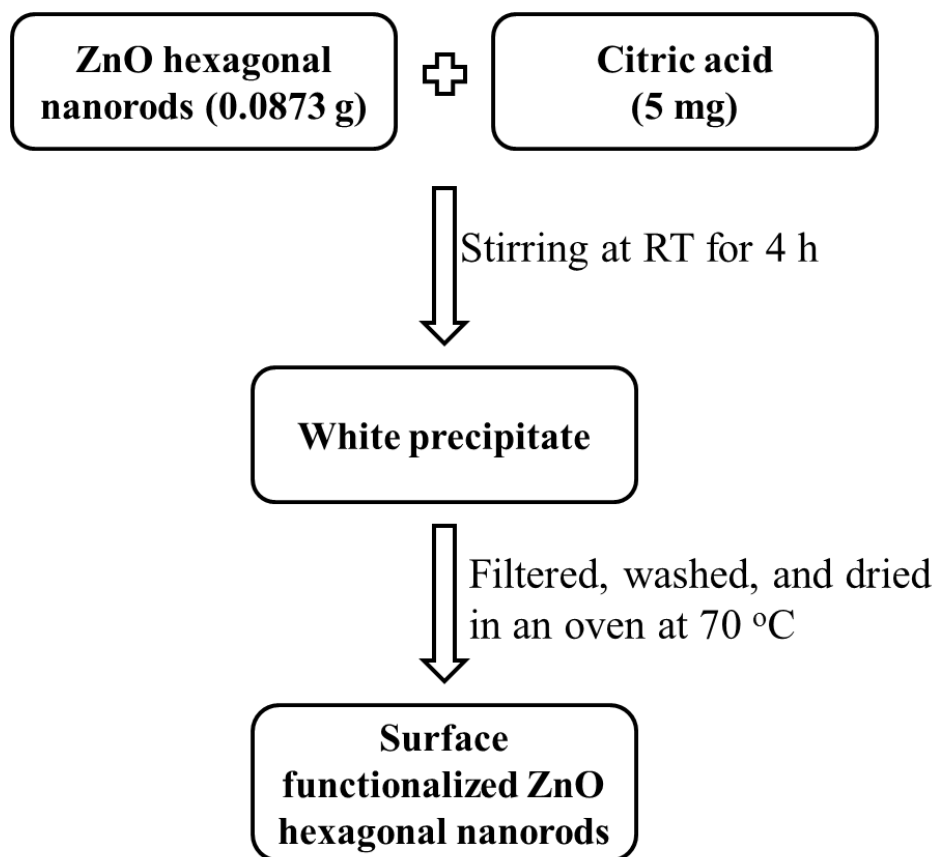 ZnO hexagonal
nanorods (0.0873 g)
Citric acid
(5 mg)
Stirring at RT for 4 h
White precipitate
Filtered, washed, and dried
in an oven at 70 ºC
Surface
functionalized ZnO
hexagonal nanorods